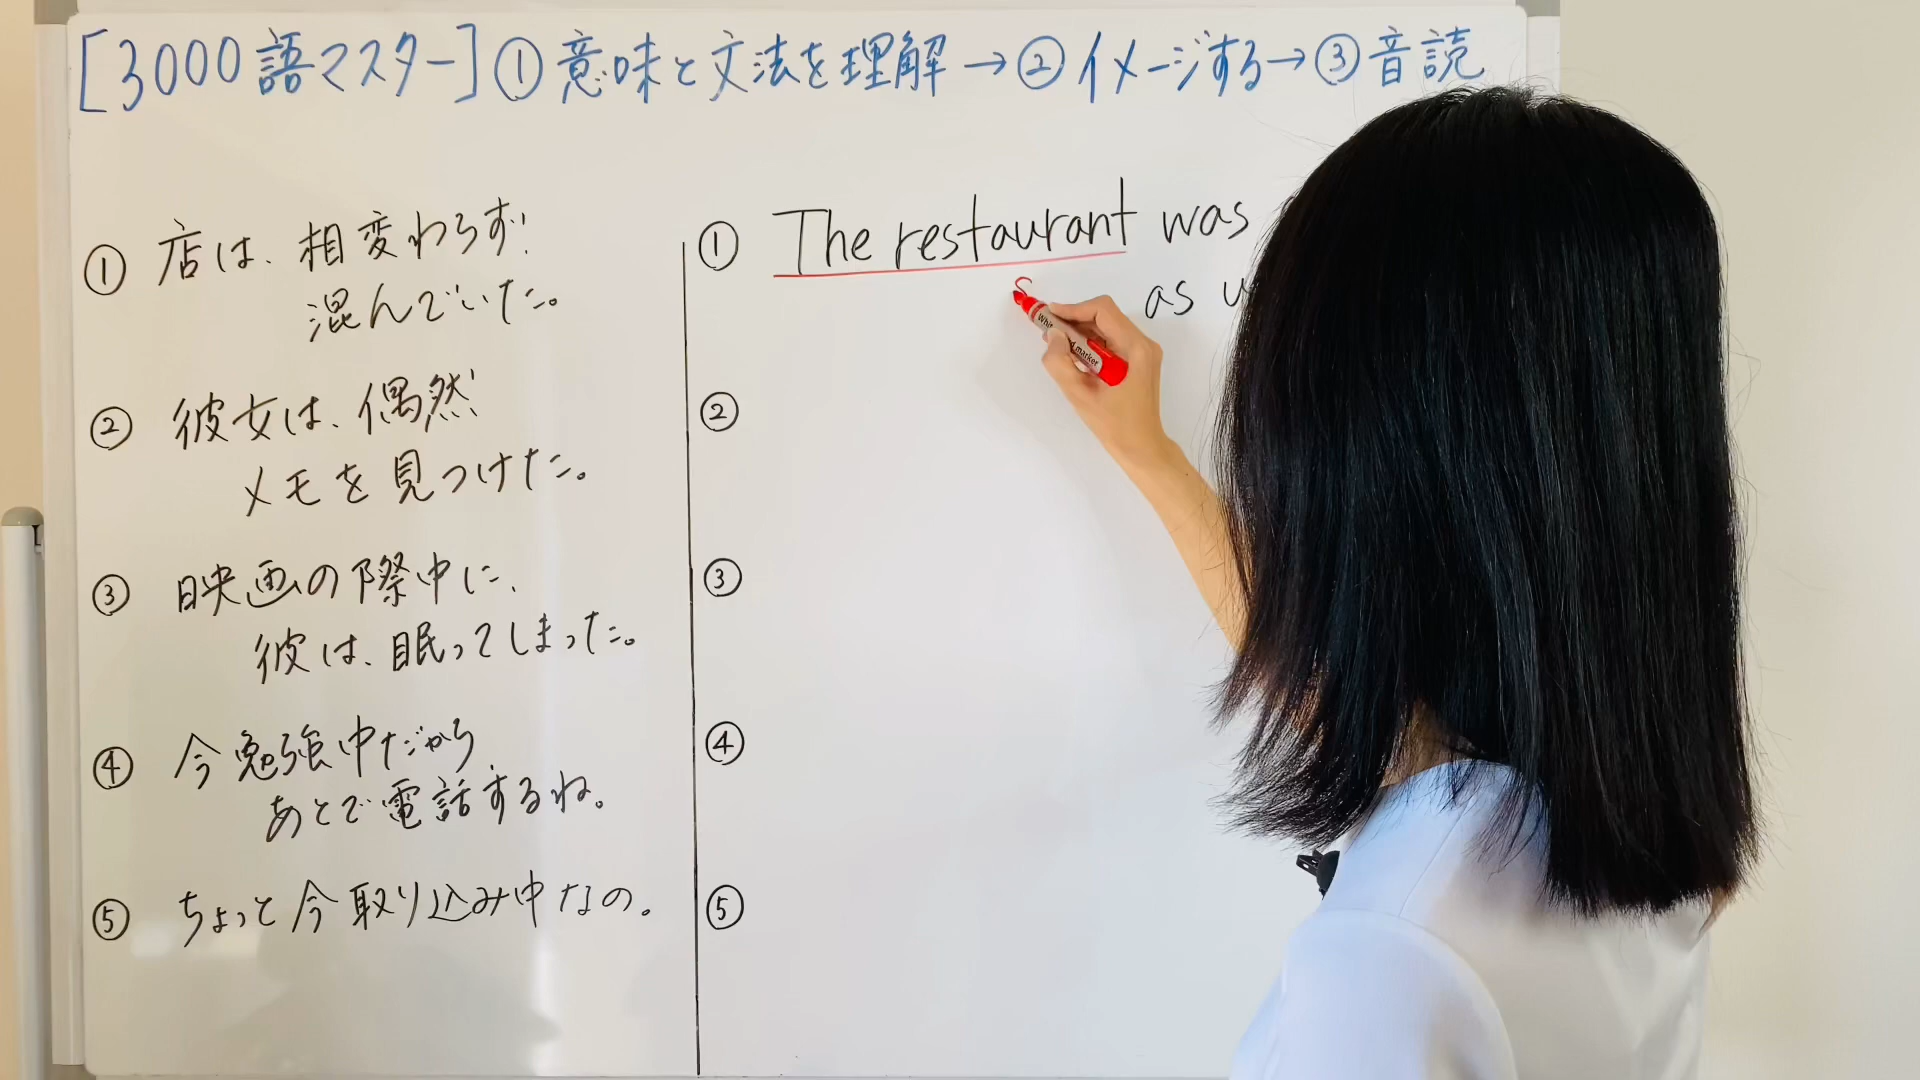 [3000語マスター]①意味と文法を理解→②イメージする→③音読
① 店は、相変わらず
混んでいた。
② 彼女は、偶然
メモを見つけた。
③ 映画の際中に、
彼は、眠ってしまった。
④ 今勉強中だから
あとで電話するね。
⑤ ちょっと今取り込み中なの。
① The restaurant was
as
S
②
③
④
⑤